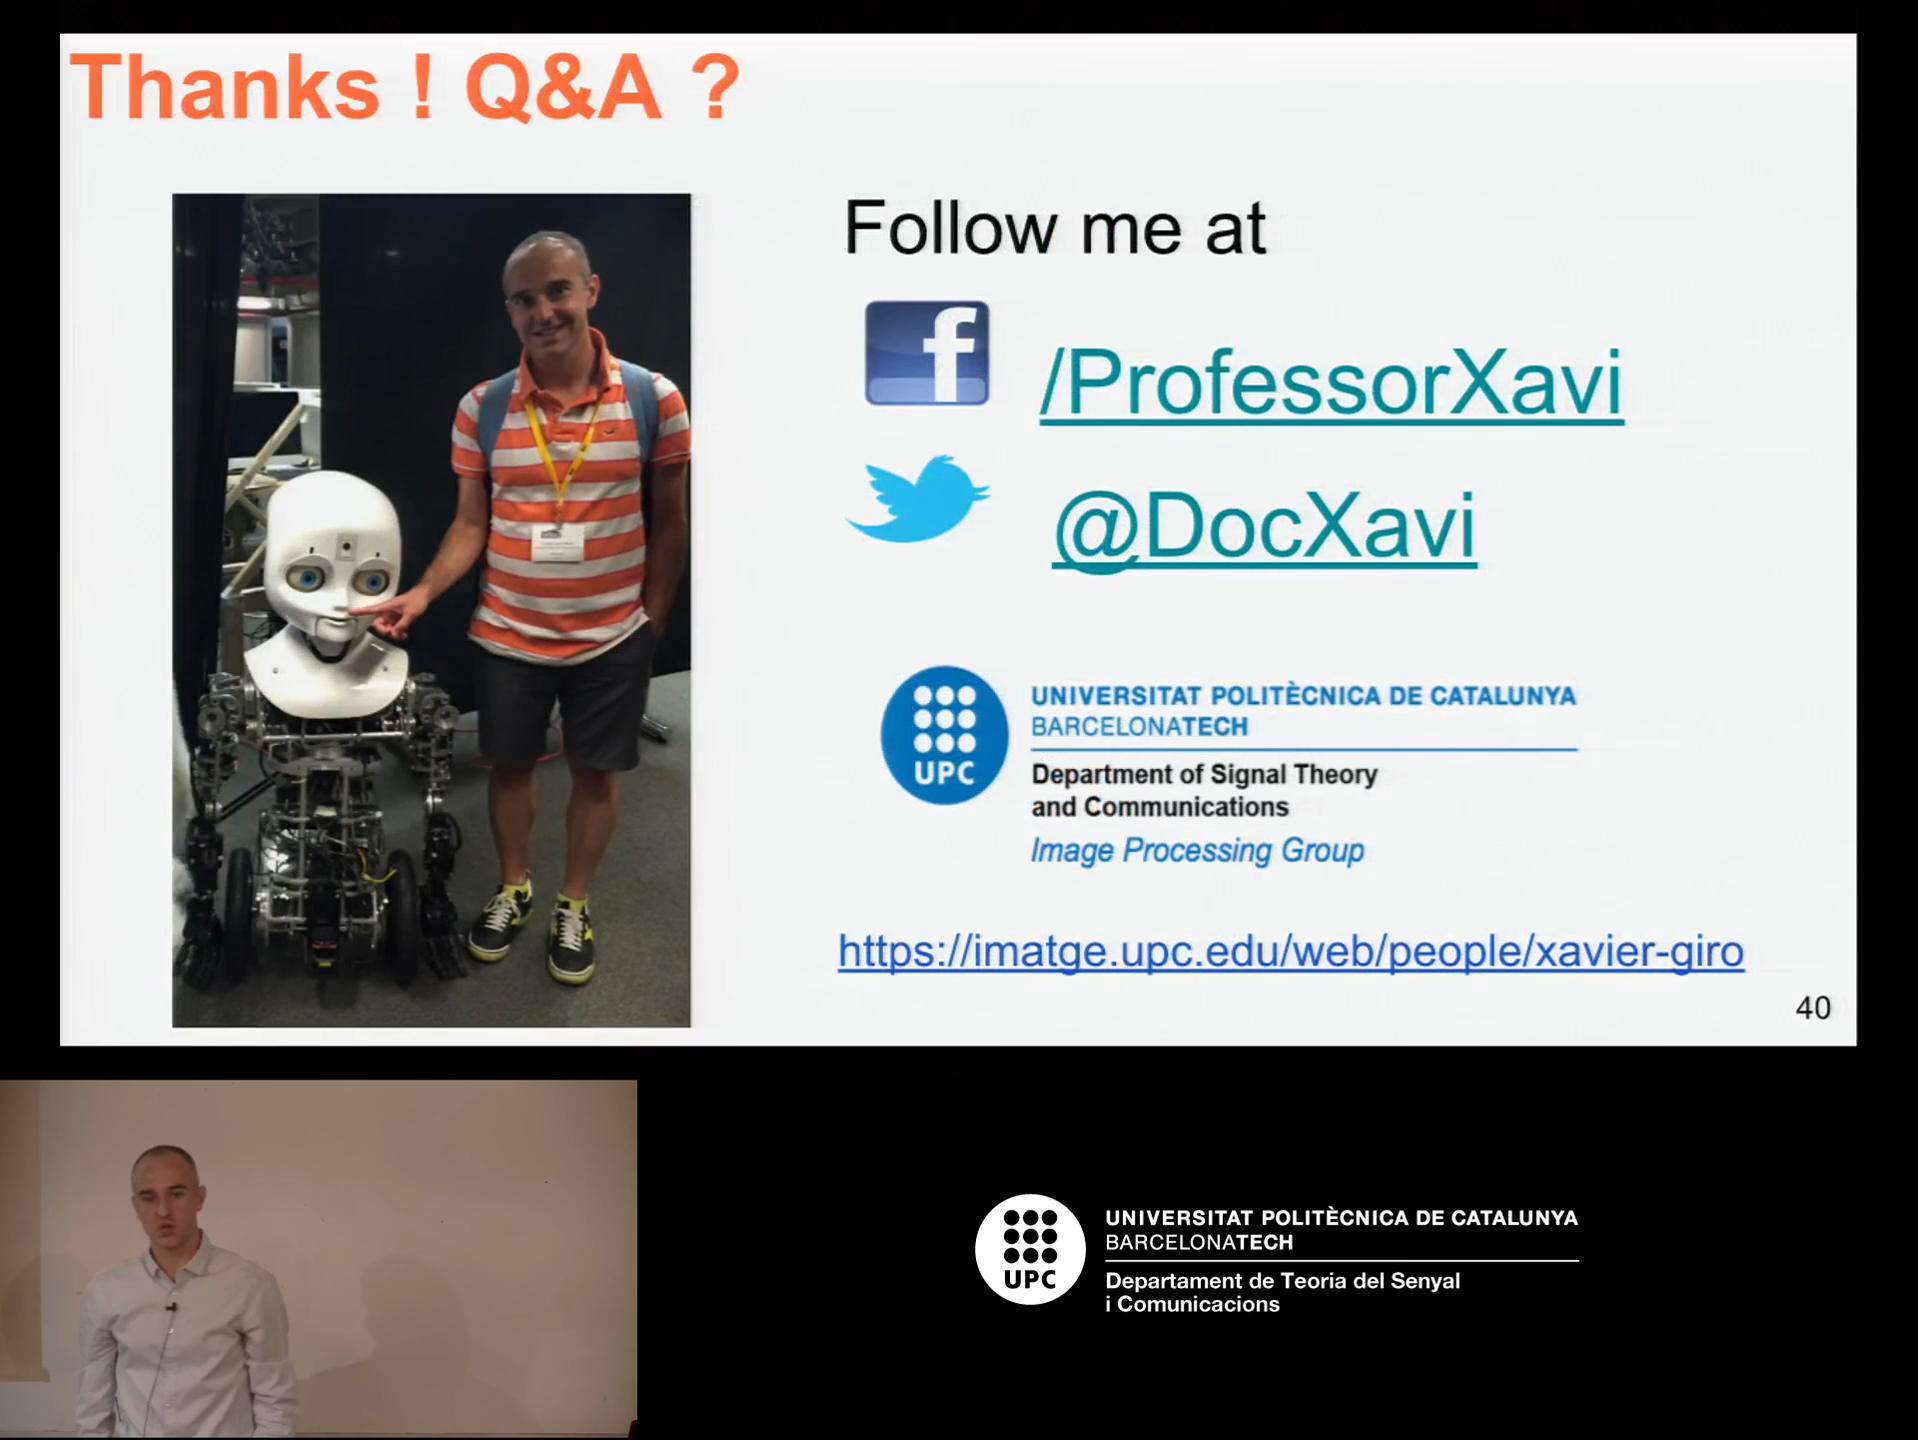 Thanks ! Q&A ?
Follow me at
f
/ProfessorXavi
@DocXavi
UPC
UNIVERSITAT POLITÈCNICA DE CATALUNYA
BARCELONATECH
Department of Signal Theory
and Communications
Image Processing Group
https://imatge.upc.edu/web/people/xavier-giro
40
UPC
UNIVERSITAT POLITÈCNICA DE CATALUNYA
BARCELONATECH
Departament de Teoria del Senyal
i Comunicacions